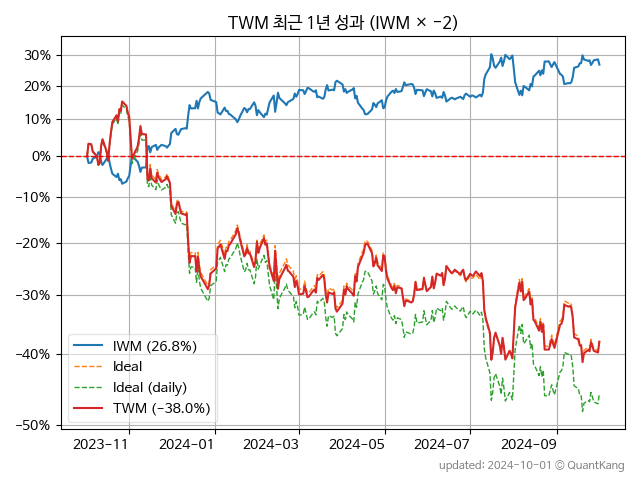 TWM 최근 1년 성과 (IWM × −2)
30%
20%
10%
0%
−10%
−20%
−30%
−40%
−50%
IWM (26.8%)
Ideal
Ideal (daily)
TWM (−38.0%)
2023-11 2024-01 2024-03 2024-05 2024-07 2024-09
updated: 2024-10-01 © QuantKang